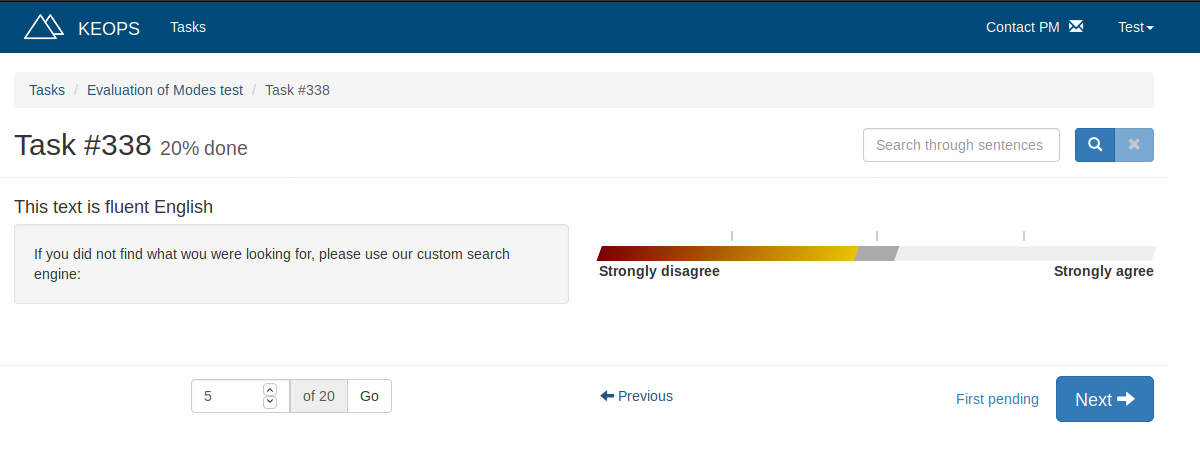 KEOPS Tasks Contact PM Test
Tasks / Evaluation of Modes test / Task #338
Task #338 20% done Search through sentences
This text is fluent English
If you did not find what wou were looking for, please use our custom search
engine:
Strongly disagree Strongly agree
5 of 20 Go Previous First pending Next